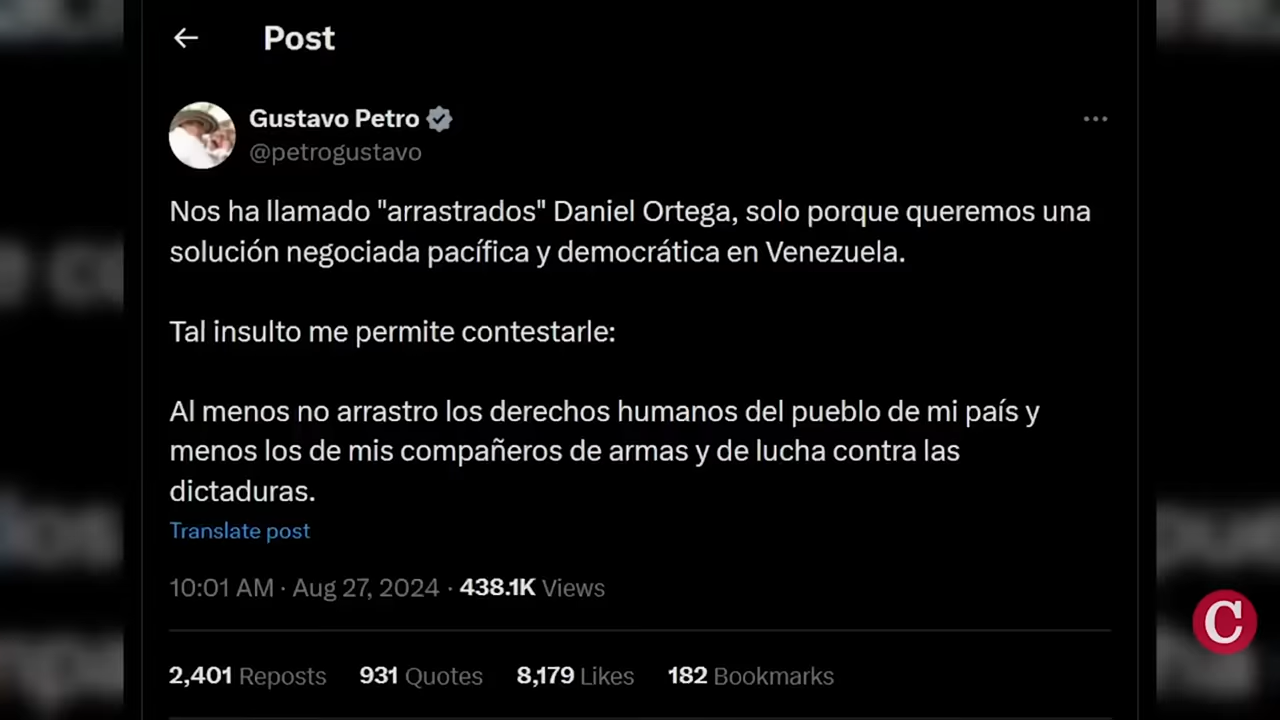 Post
Gustavo Petro
@petrogustavo
Nos ha llamado "arrastrados" Daniel Ortega, solo porque queremos una
solución negociada pacífica y democrática en Venezuela.
Tal insulto me permite contestarle:
Al menos no arrastro los derechos humanos del pueblo de mi país y
menos los de mis compañeros de armas y de lucha contra las
dictaduras.
Translate post
10:01 AM · Aug 27, 2024 · 438.1K Views
2,401 Reposts 931 Quotes 8,179 Likes 182 Bookmarks
C